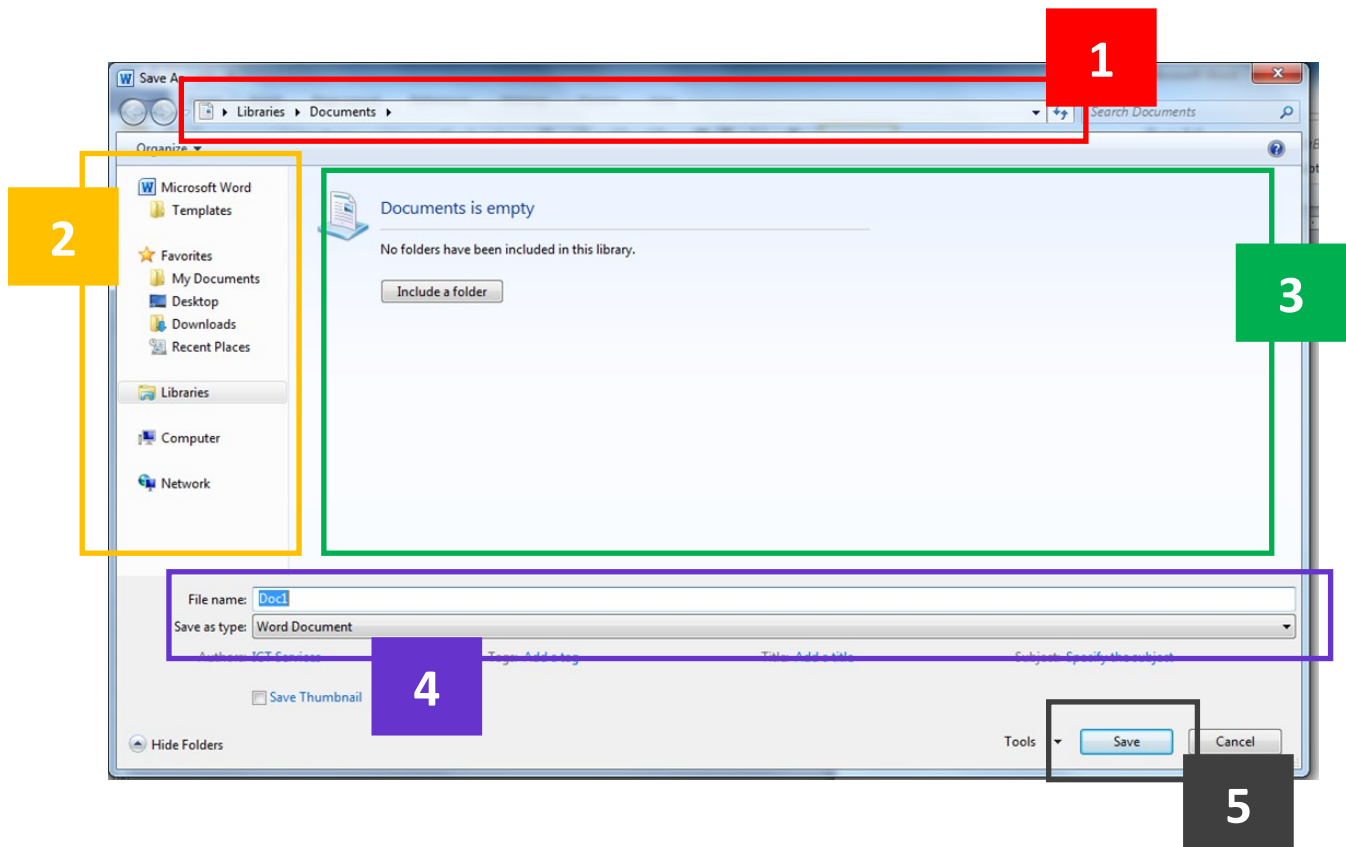 1
Save As
Libraries Documents
Search Documents
Organize
2
Microsoft Word
Templates
Favorites
My Documents
Desktop
Downloads
Recent Places
Libraries
Computer
Network
Documents is empty
No folders have been included in this library.
Include a folder
3
File name: Doc1
Save as type: Word Document
Authors: ICT Services Tags: Add a tag Title: Add a title Subject: Specify the subject
4
Save Thumbnail
Hide Folders Tools Save Cancel
5